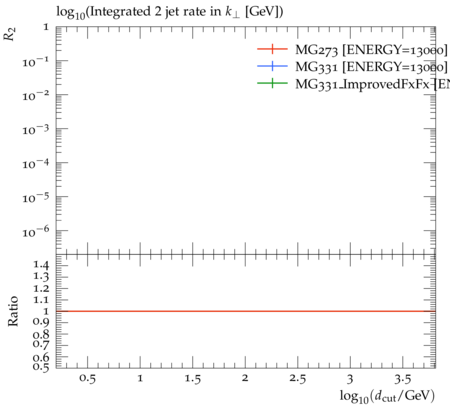 log₁₀(Integrated 2 jet rate in k⊥ [GeV])
R₂
1
10⁻¹
10⁻²
10⁻³
10⁻⁴
10⁻⁵
10⁻⁶
MG273 [ENERGY=13000]
MG331 [ENERGY=13000]
MG331_ImprovedFxFx [EN
Ratio
1.4
1.3
1.2
1.1
1
0.9
0.8
0.7
0.6
0.5
0.5 1 1.5 2 2.5 3 3.5
log₁₀(d_cut/GeV)